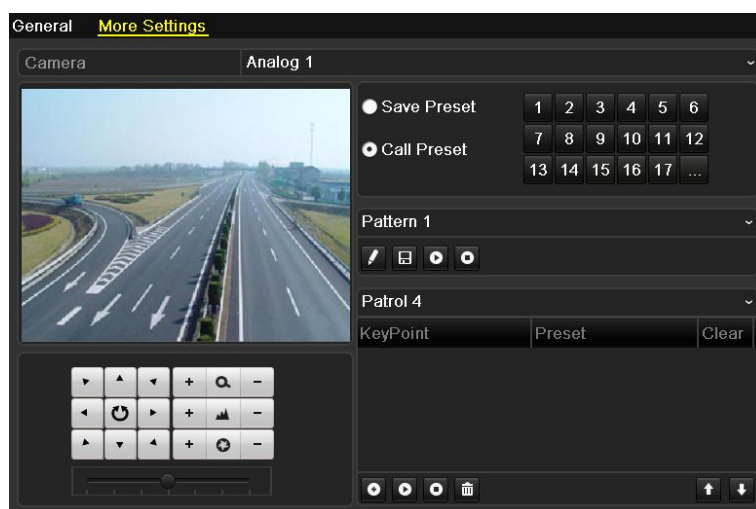 General More Settings
Camera Analog 1
Save Preset
Call Preset
1 2 3 4 5 6
7 8 9 10 11 12
13 14 15 16 17 ...
Pattern 1
Patrol 4
KeyPoint Preset Clear